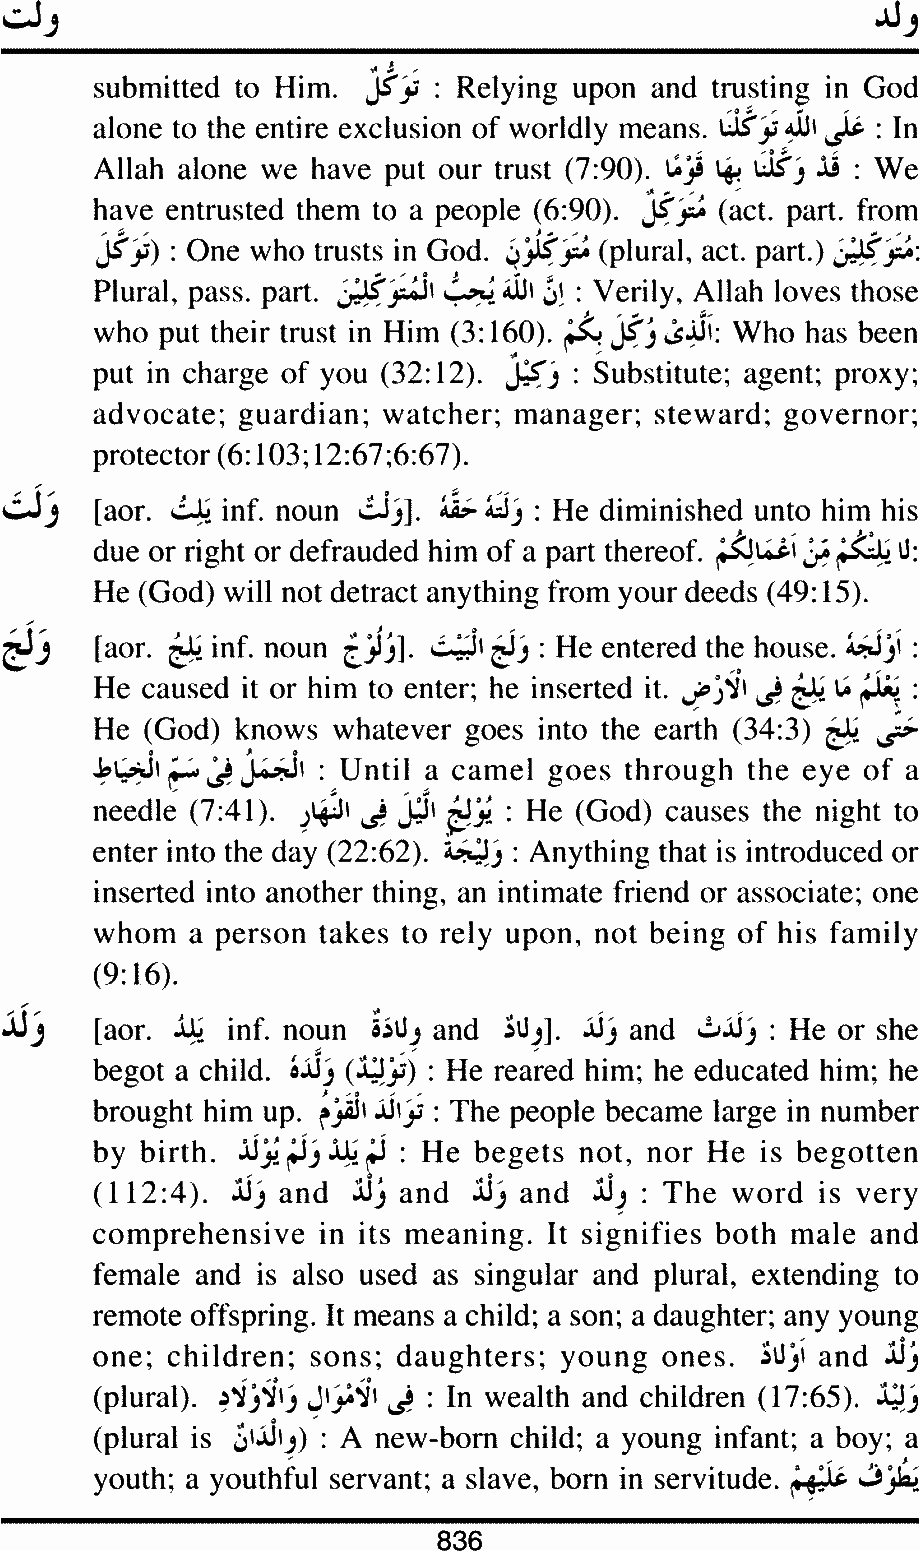 ولت ولد
submitted to Him. تَوَكُّلٌ : Relying upon and trusting in God
alone to the entire exclusion of worldly means. عَلَى اللّٰهِ تَوَكَّلْنَا : In
Allah alone we have put our trust (7:90). قَدْ وَكَّلْنَا بِهَا قَوْمًا : We
have entrusted them to a people (6:90). مُتَوَكِّلٌ (act. part. from
تَوَكَّلَ) : One who trusts in God. مُتَوَكِّلُوْنَ (plural, act. part.) مُتَوَكِّلِيْنَ:
Plural, pass. part. اِنَّ اللّٰهَ يُحِبُّ الْمُتَوَكِّلِيْنَ : Verily, Allah loves those
who put their trust in Him (3:160). اَلَّذِىْ وُكِّلَ بِكُمْ: Who has been
put in charge of you (32:12). وَكِيْلٌ : Substitute; agent; proxy;
advocate; guardian; watcher; manager; steward; governor;
protector (6:103;12:67;6:67).
وَلَتَ [aor. يَلِتُ inf. noun وَلْتٌ]. وَلَتَهٗ حَقَّهٗ : He diminished unto him his
due or right or defrauded him of a part thereof. لَا يَلِتْكُمْ مِّنْ اَعْمَالِكُمْ:
He (God) will not detract anything from your deeds (49:15).
وَلَجَ [aor. يَلِجُ inf. noun وُلُوْجٌ]. وَلَجَ الْبَيْتَ : He entered the house. اَوْلَجَهٗ :
He caused it or him to enter; he inserted it. يَعْلَمُ مَا يَلِجُ فِى الْاَرْضِ :
He (God) knows whatever goes into the earth (34:3) حَتّٰى يَلِجَ
الْجَمَلُ فِىْ سَمِّ الْخِيَاطِ : Until a camel goes through the eye of a
needle (7:41). يُوْلِجُ الَّيْلَ فِى النَّهَارِ : He (God) causes the night to
enter into the day (22:62). وَلِيْجَةٌ : Anything that is introduced or
inserted into another thing, an intimate friend or associate; one
whom a person takes to rely upon, not being of his family
(9:16).
وَلَدَ [aor. يَلِدُ inf. noun وِلَادَةٌ and وِلَادٌ]. وَلَدَ and وَلَدَتْ : He or she
begot a child. وَلَّدَهٗ (تَوْلِيْدٌ) : He reared him; he educated him; he
brought him up. تَوَالَدَ الْقَوْمُ : The people became large in number
by birth. لَمْ يَلِدْ وَلَمْ يُوْلَدْ : He begets not, nor He is begotten
(112:4). وَلَدٌ and وُلْدٌ and وَلْدٌ and وِلْدٌ : The word is very
comprehensive in its meaning. It signifies both male and
female and is also used as singular and plural, extending to
remote offspring. It means a child; a son; a daughter; any young
one; children; sons; daughters; young ones. اَوْلَادٌ and وُلْدٌ
(plural). فِى الْاَمْوَالِ وَالْاَوْلَادِ : In wealth and children (17:65). وَلِيْدٌ
(plural is وِالْدَانٌ) : A new-born child; a young infant; a boy; a
youth; a youthful servant; a slave, born in servitude. يَطُوْفُ عَلَيْهِمْ
836